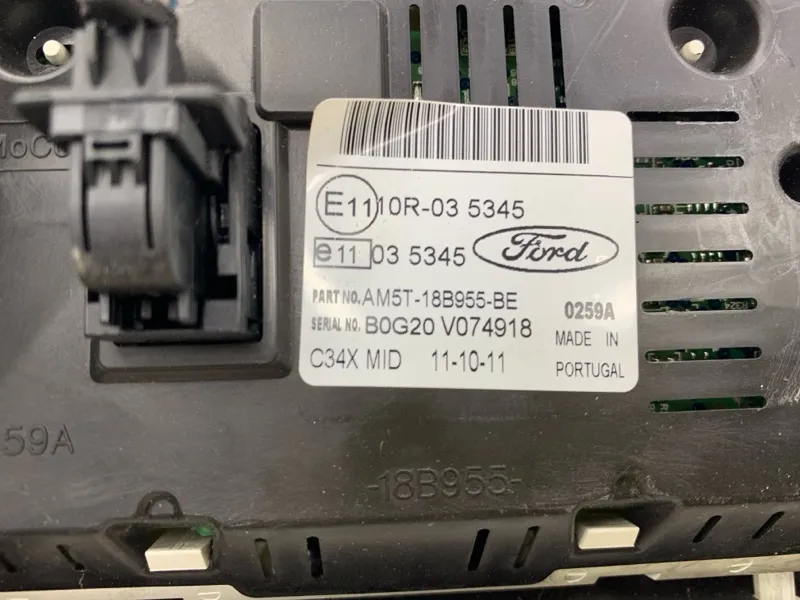 E11 10R-03 5345
e11 03 5345 Ford
PART NO. AM5T-18B955-BE 0259A
SERIAL NO. B0G20 V074918 MADE IN
C34X MID 11-10-11 PORTUGAL
59A
-18B955-
R324